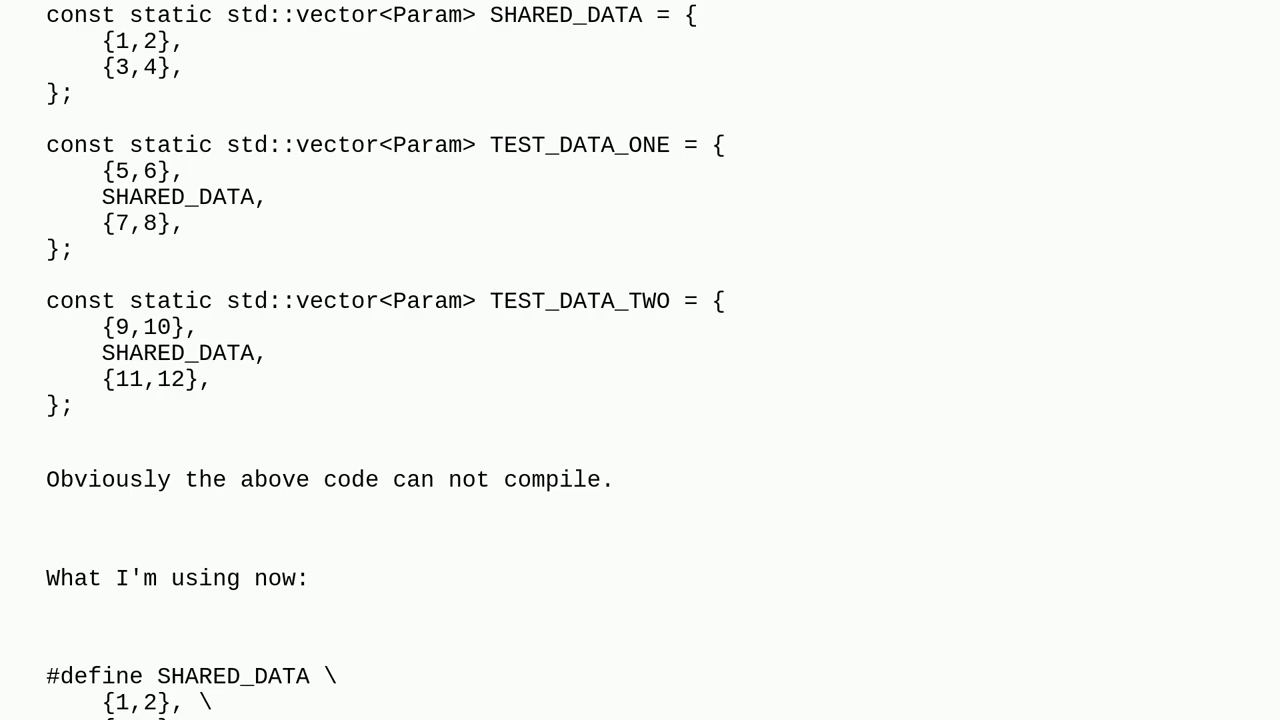 const static std::vector<Param> SHARED_DATA = {
    {1,2},
    {3,4},
};
const static std::vector<Param> TEST_DATA_ONE = {
    {5,6},
    SHARED_DATA,
    {7,8},
};
const static std::vector<Param> TEST_DATA_TWO = {
    {9,10},
    SHARED_DATA,
    {11,12},
};
Obviously the above code can not compile.
What I'm using now:
#define SHARED_DATA \
    {1,2}, \